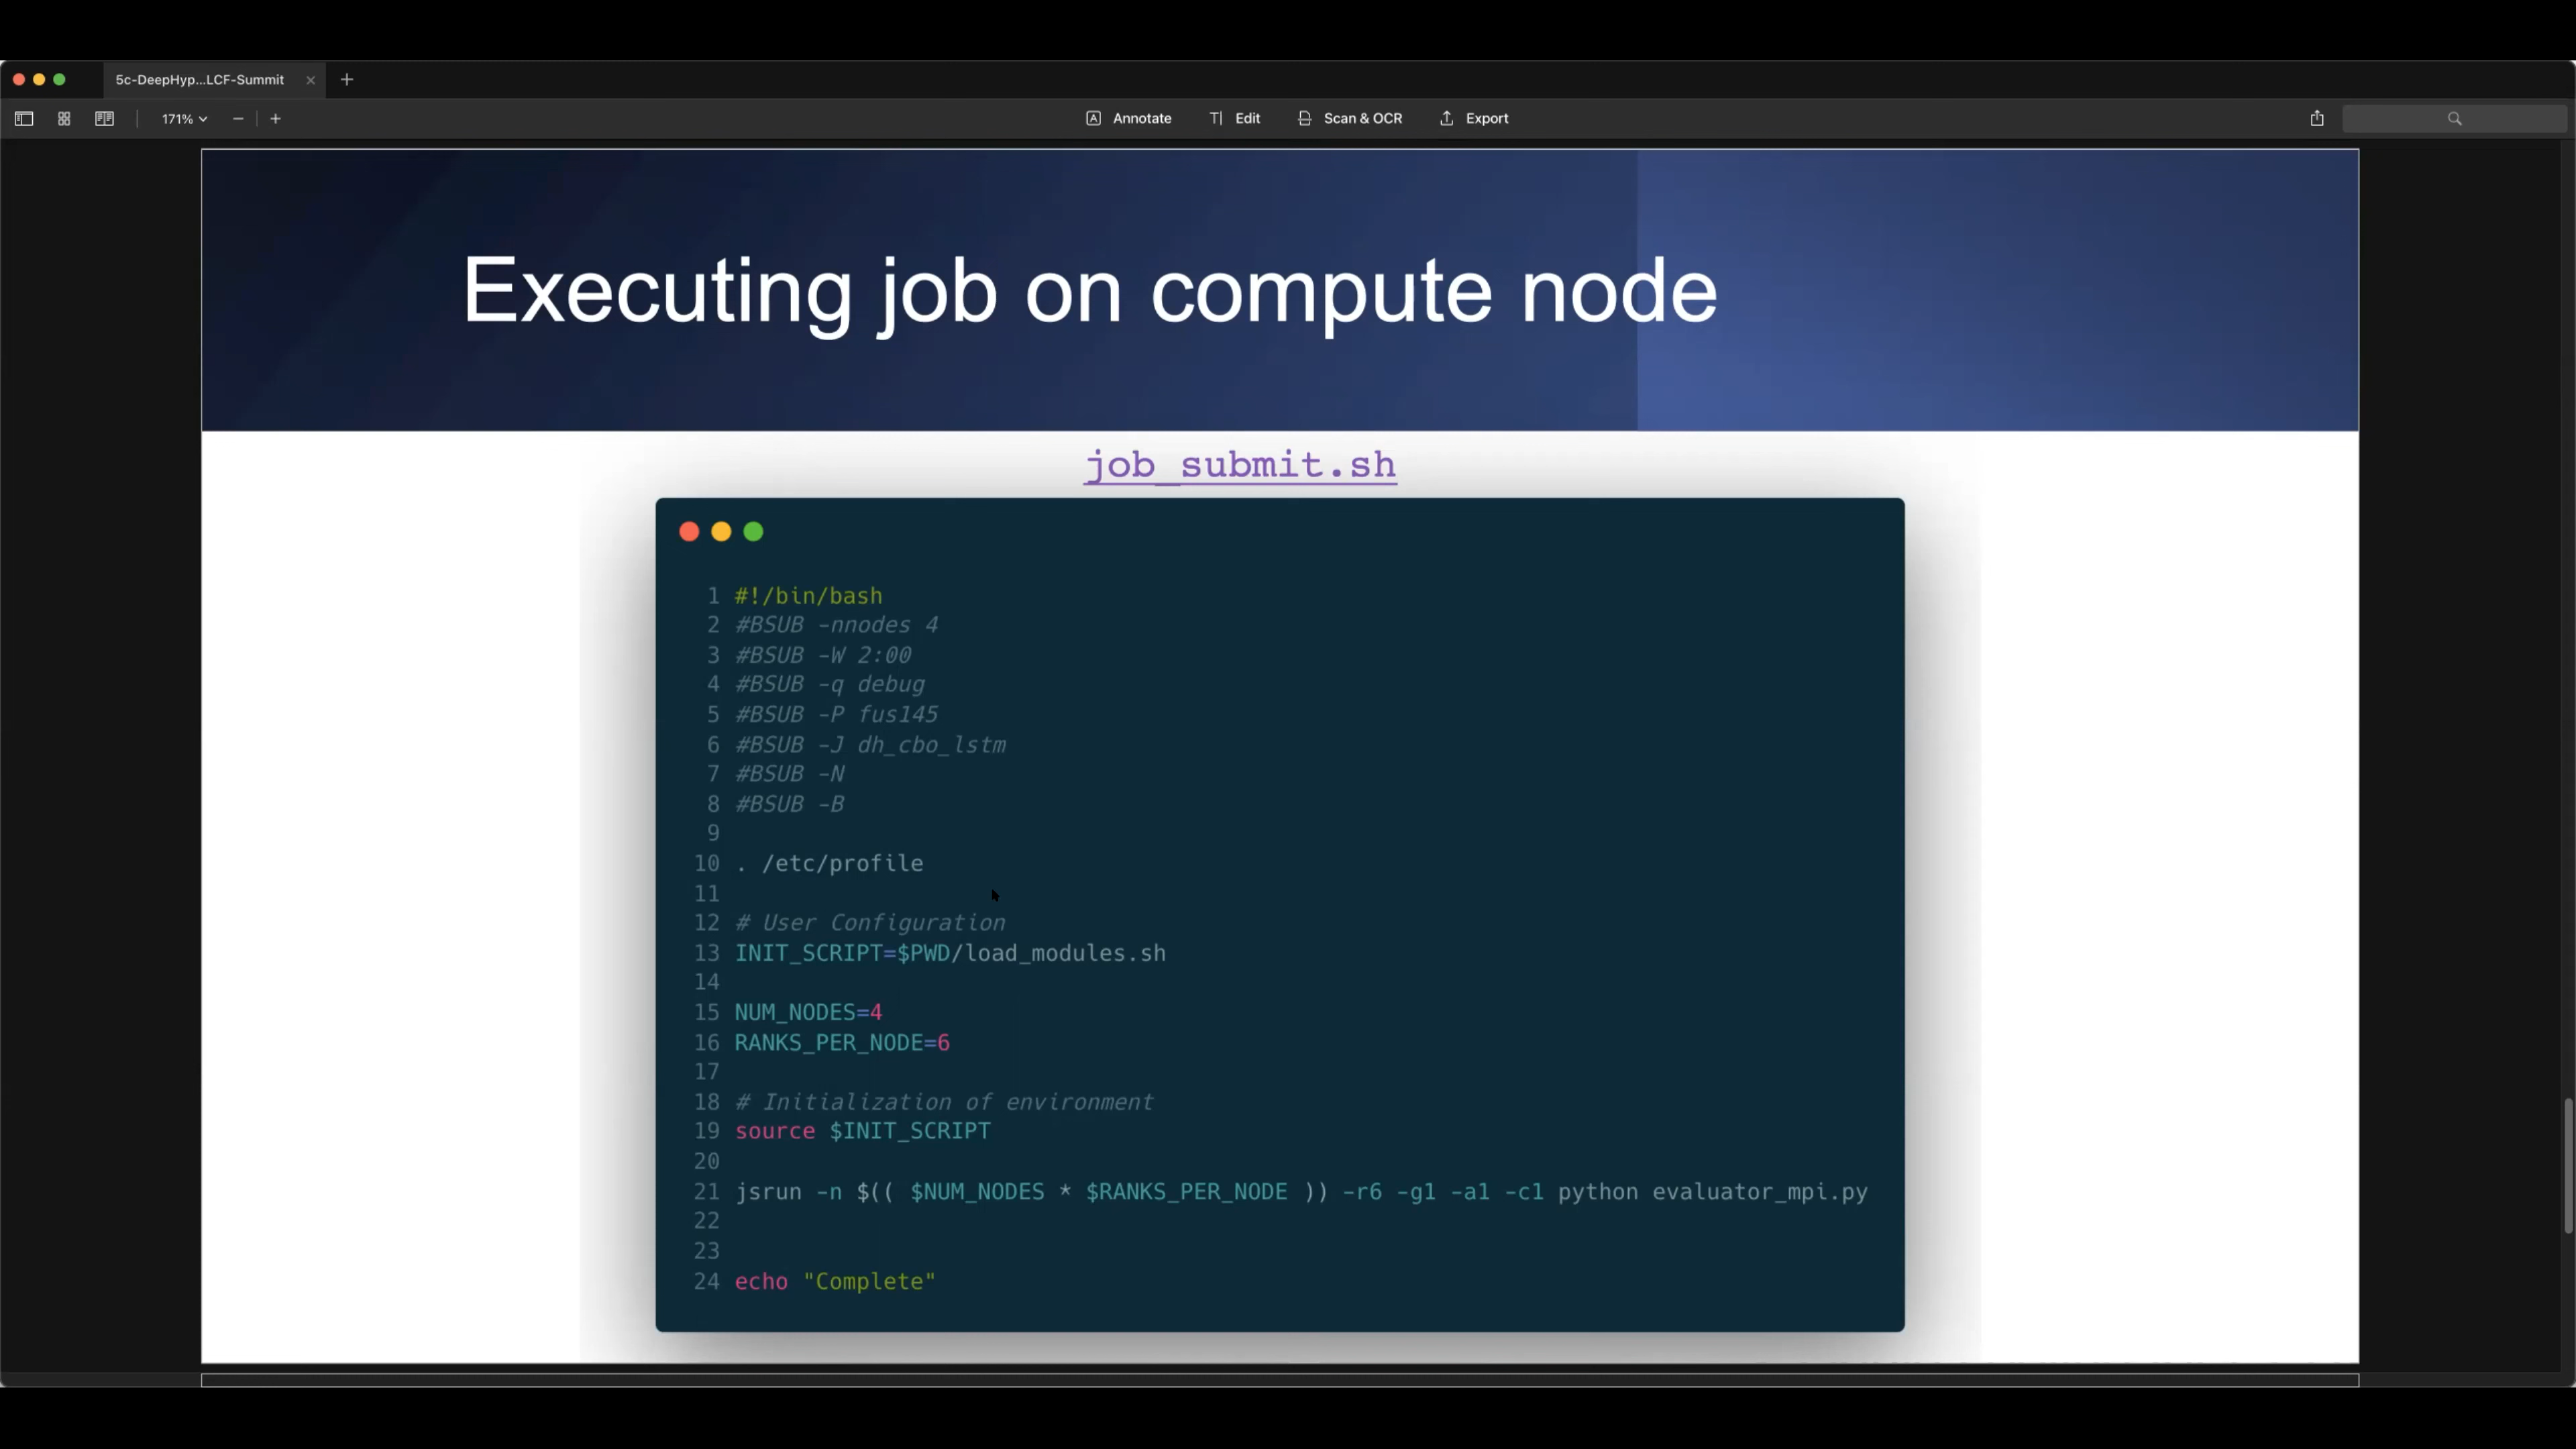 5c-DeepHyp...LCF-Summit
171%
Annotate
Edit
Scan & OCR
Export
Executing job on compute node
job_submit.sh
1 #!/bin/bash
2 #BSUB -nnodes 4
3 #BSUB -W 2:00
4 #BSUB -q debug
5 #BSUB -P fus145
6 #BSUB -J dh_cbo_lstm
7 #BSUB -N
8 #BSUB -B
9
10 . /etc/profile
11
12 # User Configuration
13 INIT_SCRIPT=$PWD/load_modules.sh
14
15 NUM_NODES=4
16 RANKS_PER_NODE=6
17
18 # Initialization of environment
19 source $INIT_SCRIPT
20
21 jsrun -n $(( $NUM_NODES * $RANKS_PER_NODE )) -r6 -g1 -a1 -c1 python evaluator_mpi.py
22
23
24 echo "Complete"